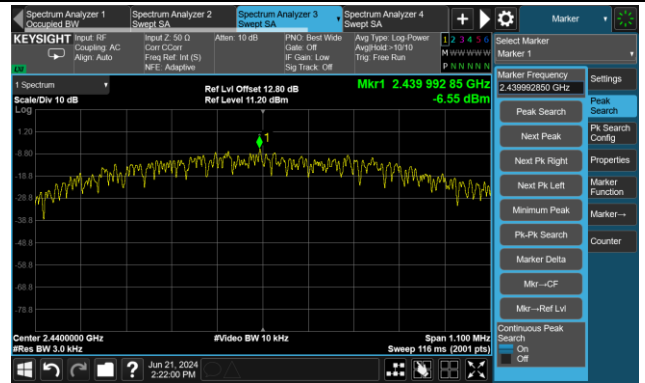 Spectrum Analyzer 1
Occupied BW
Spectrum Analyzer 2
Swept SA
Spectrum Analyzer 3
Swept SA
Spectrum Analyzer 4
Swept SA
Marker
KEYSIGHT
Input: RF
Coupling: AC
Align: Auto
Input Z: 50 Ω
Corr CCorr
Freq Ref: Int (S)
NFE: Adaptive
Atten: 10 dB
PNO: Best Wide
Gate: Off
IF Gain: Low
Sig Track: Off
Avg Type: Log-Power
Avg|Hold:>10/10
Trig: Free Run
1 2 3 4 5 6
M W W W W W
P N N N N N
Select Marker
Marker 1
1 Spectrum
Scale/Div 10 dB
Log
Ref Lvl Offset 12.80 dB
Ref Level 11.20 dBm
Mkr1 2.439 992 85 GHz
-6.55 dBm
1
1.20
-8.80
-18.8
-28.8
-38.8
-48.8
-58.8
-68.8
-78.8
Center 2.4400000 GHz
#Res BW 3.0 kHz
#Video BW 10 kHz
Span 1.100 MHz
Sweep 116 ms (2001 pts)
Marker Frequency
2.439992850 GHz
Peak Search
Next Peak
Next Pk Right
Next Pk Left
Minimum Peak
Pk-Pk Search
Marker Delta
Mkr→CF
Mkr→Ref Lvl
Continuous Peak
Search
On
Off
Settings
Peak
Search
Pk Search
Config
Properties
Marker
Function
Marker→
Counter
?
Jun 21, 2024
2:22:00 PM